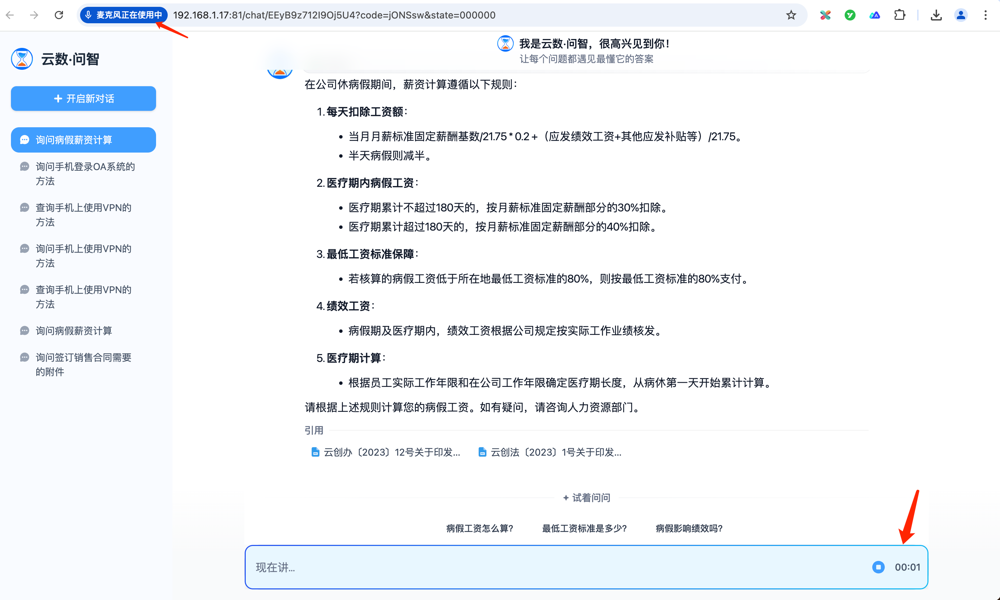 麦克风正在使用中
192.168.1.17:81/chat/EEyB9z712I9Oj5U4?code=jONSsw&state=000000
云数·问智
开启新对话
询问病假薪资计算
询问手机登录OA系统的
方法
查询手机上使用VPN的
方法
询问手机上使用VPN的
方法
查询手机上使用VPN的
方法
询问病假薪资计算
询问签订销售合同需要
的附件
我是云数·问智，很高兴见到你！
让每个问题都遇见最懂它的答案
在公司休病假期间，薪资计算遵循以下规则：
1. 每天扣除工资额：
• 当月月薪标准固定薪酬基数/21.75 * 0.2 +（应发绩效工资+其他应发补贴等）/21.75。
• 半天病假则减半。
2. 医疗期内病假工资：
• 医疗期累计不超过180天的，按月薪标准固定薪酬部分的30%扣除。
• 医疗期累计超过180天的，按月薪标准固定薪酬部分的40%扣除。
3. 最低工资标准保障：
• 若核算的病假工资低于所在地最低工资标准的80%，则按最低工资标准的80%支付。
4. 绩效工资：
• 病假期及医疗期内，绩效工资根据公司规定按实际工作业绩核发。
5. 医疗期计算：
• 根据员工实际工作年限和在公司工作年限确定医疗期长度，从病休第一天开始累计计算。
请根据上述规则计算您的病假工资。如有疑问，请咨询人力资源部门。
引用
云创办〔2023〕12号关于印发...
云创法〔2023〕1号关于印发...
试着问问
病假工资怎么算?
最低工资标准是多少?
病假影响绩效吗?
现在讲...
00:01